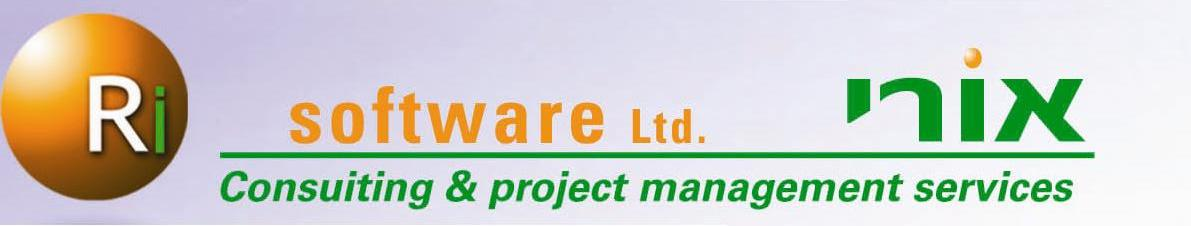 Ri software Ltd. אורי
Consuiting & project management services